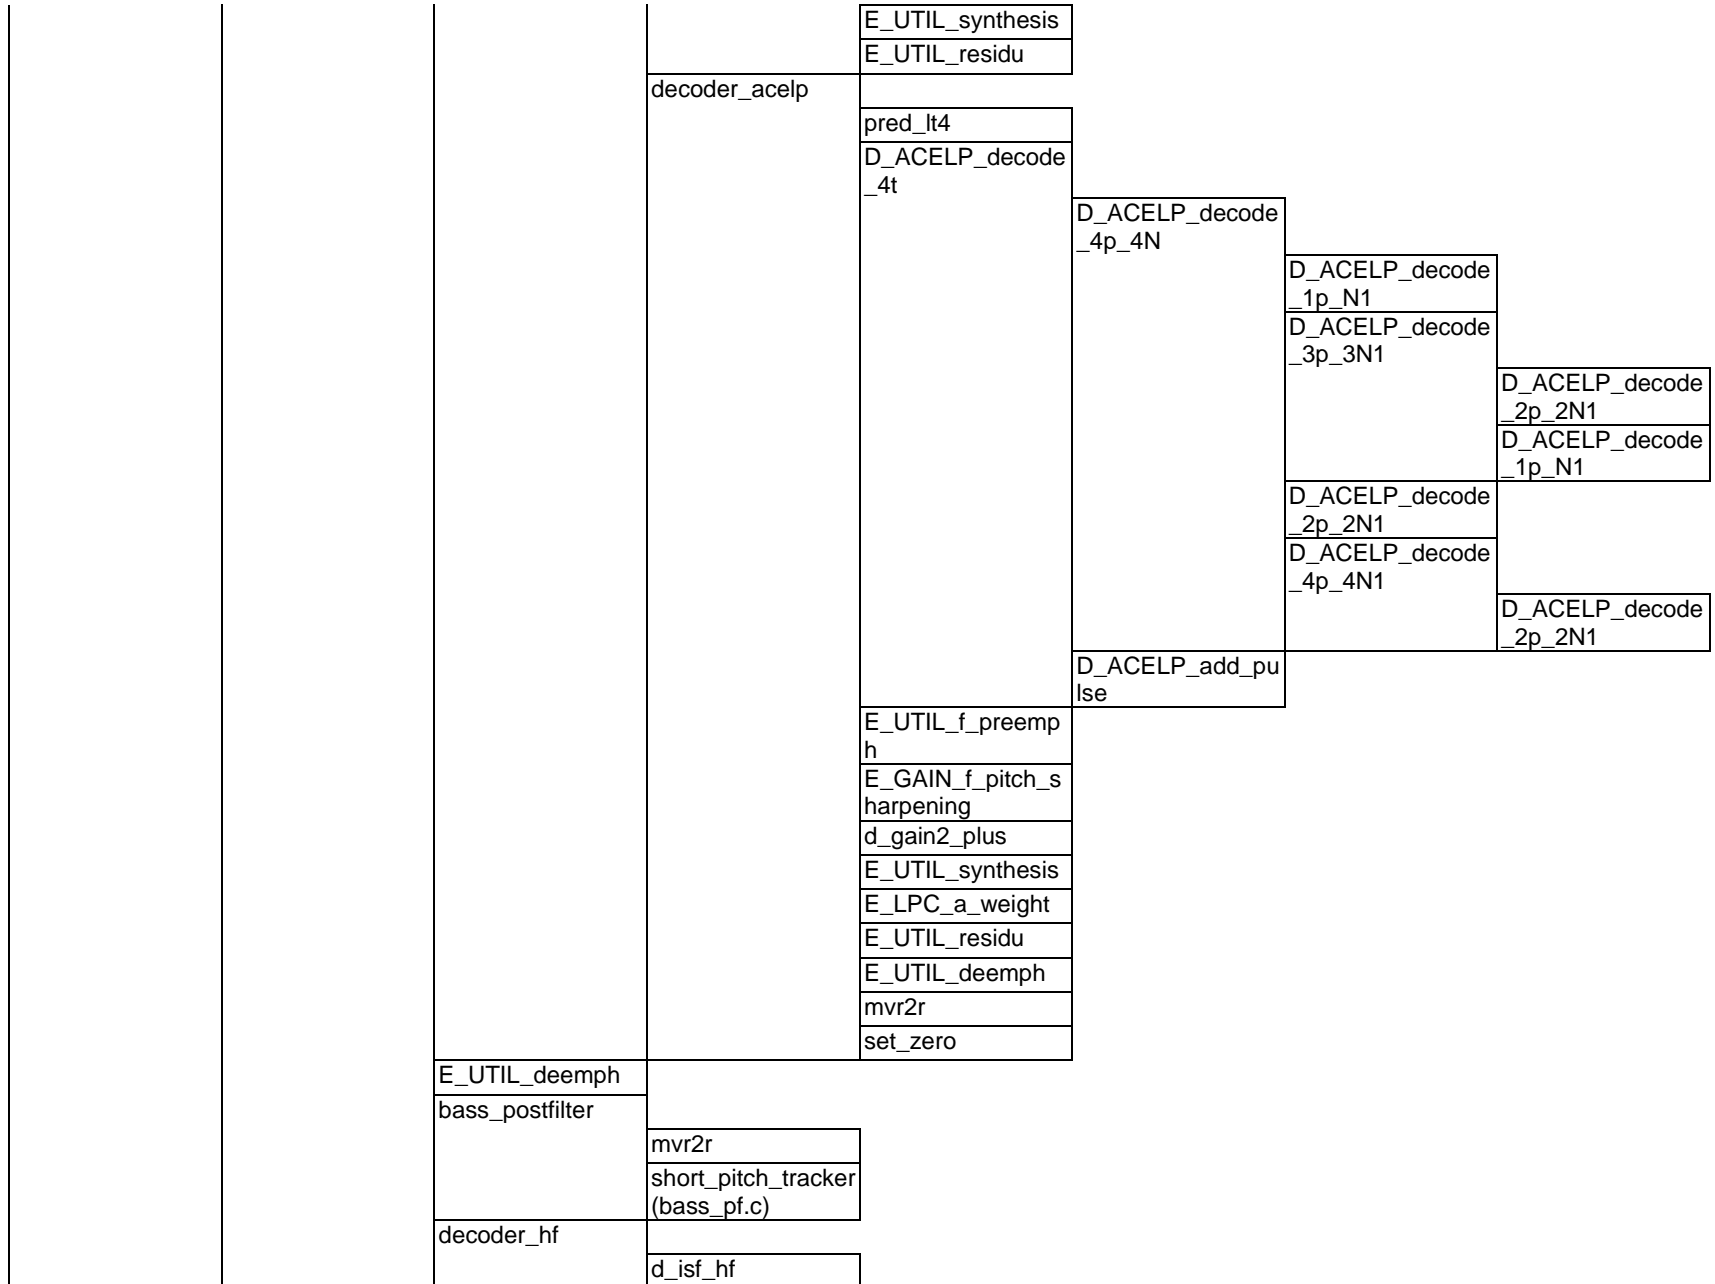 E_UTIL_synthesis
E_UTIL_residu
decoder_acelp
pred_lt4
D_ACELP_decode
_4t
D_ACELP_decode
_4p_4N
D_ACELP_decode
_1p_N1
D_ACELP_decode
_3p_3N1
D_ACELP_decode
_2p_2N1
D_ACELP_decode
_1p_N1
D_ACELP_decode
_2p_2N1
D_ACELP_decode
_4p_4N1
D_ACELP_decode
_2p_2N1
D_ACELP_add_pu
lse
E_UTIL_f_preemp
h
E_GAIN_f_pitch_s
harpening
d_gain2_plus
E_UTIL_synthesis
E_LPC_a_weight
E_UTIL_residu
E_UTIL_deemph
mvr2r
set_zero
E_UTIL_deemph
bass_postfilter
mvr2r
short_pitch_tracker
(bass_pf.c)
decoder_hf
d_isf_hf